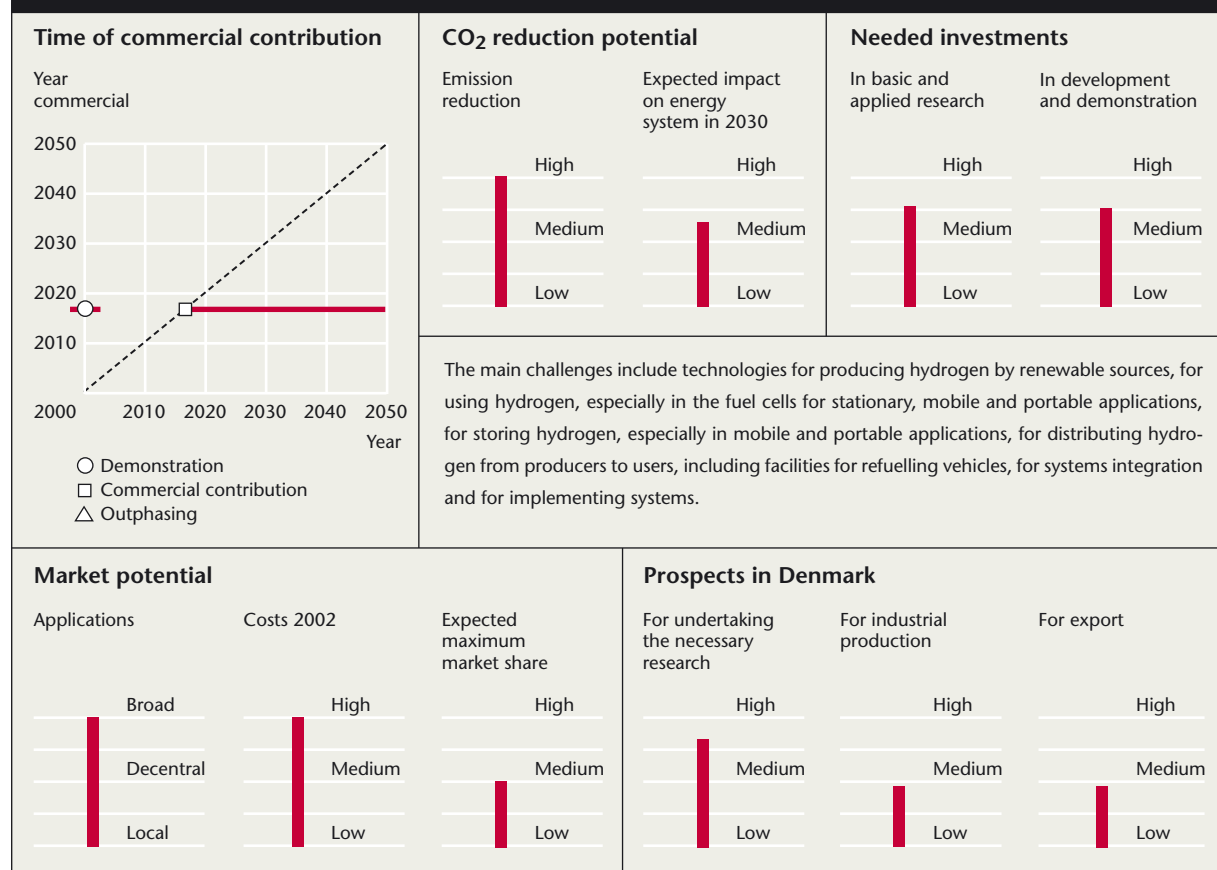 Time of commercial contribution
Year
commercial
2050
2040
2030
2020
2010
2000 2010 2020 2030 2040 2050
Year
Demonstration
Commercial contribution
Outphasing
CO2 reduction potential
Emission
reduction
High
Medium
Low
Expected impact
on energy
system in 2030
High
Medium
Low
Needed investments
In basic and
applied research
High
Medium
Low
In development
and demonstration
High
Medium
Low
The main challenges include technologies for producing hydrogen by renewable sources, for
using hydrogen, especially in the fuel cells for stationary, mobile and portable applications,
for storing hydrogen, especially in mobile and portable applications, for distributing hydro-
gen from producers to users, including facilities for refuelling vehicles, for systems integration
and for implementing systems.
Market potential
Applications
Broad
Decentral
Local
Costs 2002
High
Medium
Low
Expected
maximum
market share
High
Medium
Low
Prospects in Denmark
For undertaking
the necessary
research
High
Medium
Low
For industrial
production
High
Medium
Low
For export
High
Medium
Low